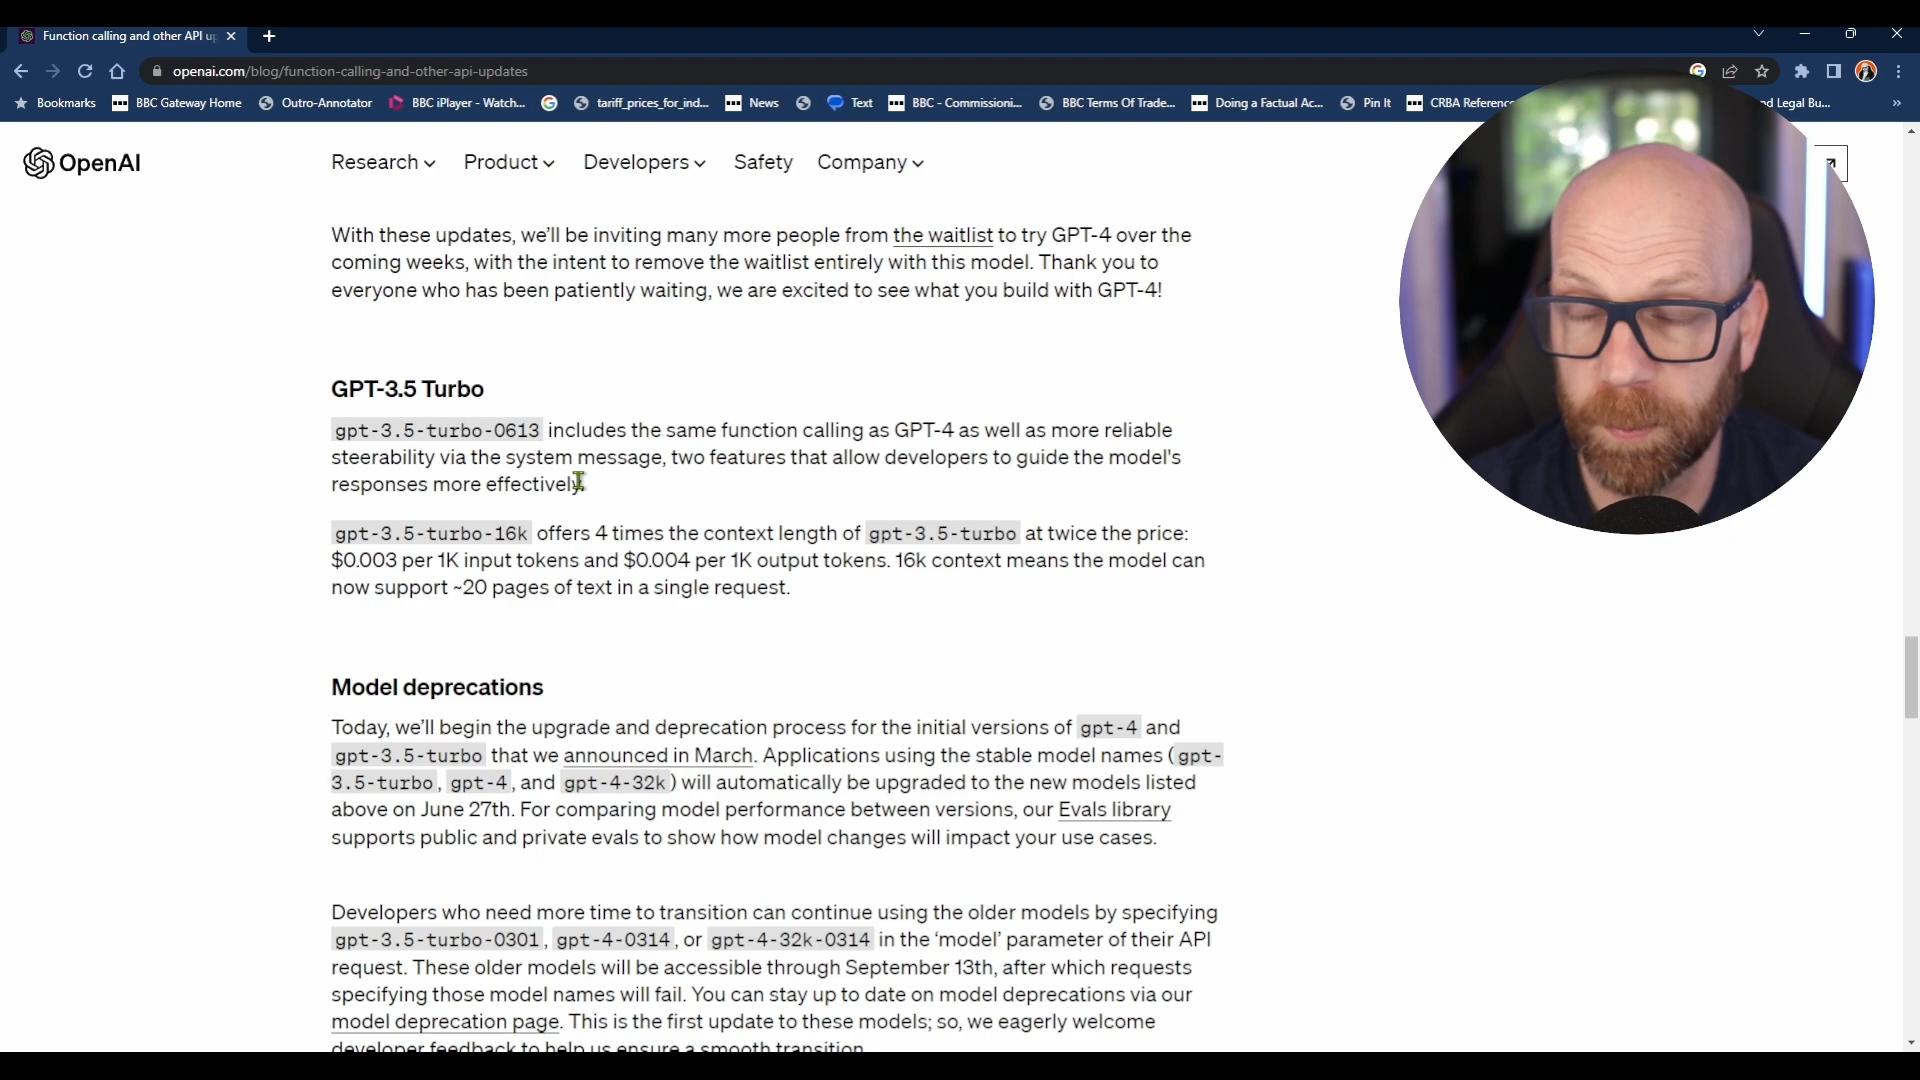 Function calling and other API up
openai.com/blog/function-calling-and-other-api-updates
Bookmarks BBC Gateway Home Outro-Annotator BBC iPlayer - Watch... tariff_prices_for_ind... News Text BBC - Commissioni... BBC Terms Of Trade... Doing a Factual Ac... Pin It CRBA Referenc nd Legal Bu...
OpenAI Research Product Developers Safety Company
With these updates, we’ll be inviting many more people from the waitlist to try GPT-4 over the
coming weeks, with the intent to remove the waitlist entirely with this model. Thank you to
everyone who has been patiently waiting, we are excited to see what you build with GPT-4!
GPT-3.5 Turbo
gpt-3.5-turbo-0613 includes the same function calling as GPT-4 as well as more reliable
steerability via the system message, two features that allow developers to guide the model's
responses more effectively.
gpt-3.5-turbo-16k offers 4 times the context length of gpt-3.5-turbo at twice the price:
$0.003 per 1K input tokens and $0.004 per 1K output tokens. 16k context means the model can
now support ~20 pages of text in a single request.
Model deprecations
Today, we’ll begin the upgrade and deprecation process for the initial versions of gpt-4 and
gpt-3.5-turbo that we announced in March. Applications using the stable model names (gpt-
3.5-turbo, gpt-4, and gpt-4-32k) will automatically be upgraded to the new models listed
above on June 27th. For comparing model performance between versions, our Evals library
supports public and private evals to show how model changes will impact your use cases.
Developers who need more time to transition can continue using the older models by specifying
gpt-3.5-turbo-0301, gpt-4-0314, or gpt-4-32k-0314 in the ‘model’ parameter of their API
request. These older models will be accessible through September 13th, after which requests
specifying those model names will fail. You can stay up to date on model deprecations via our
model deprecation page. This is the first update to these models; so, we eagerly welcome
developer feedback to help us ensure a smooth transition.